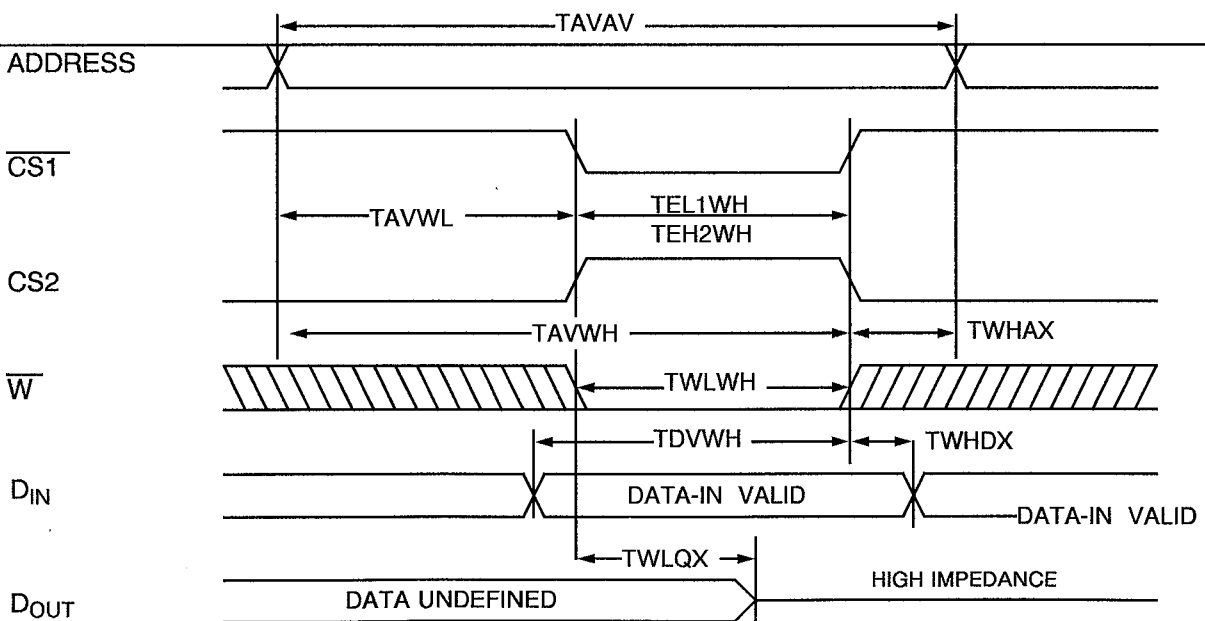 TAVAV
ADDRESS
CS1
TAVWL
TEL1WH
TEH2WH
CS2
TAVWH
TWHAX
W
TWLWH
TDVWH
TWHDX
DIN
DATA-IN VALID
DATA-IN VALID
TWLQX
DOUT
DATA UNDEFINED
HIGH IMPEDANCE